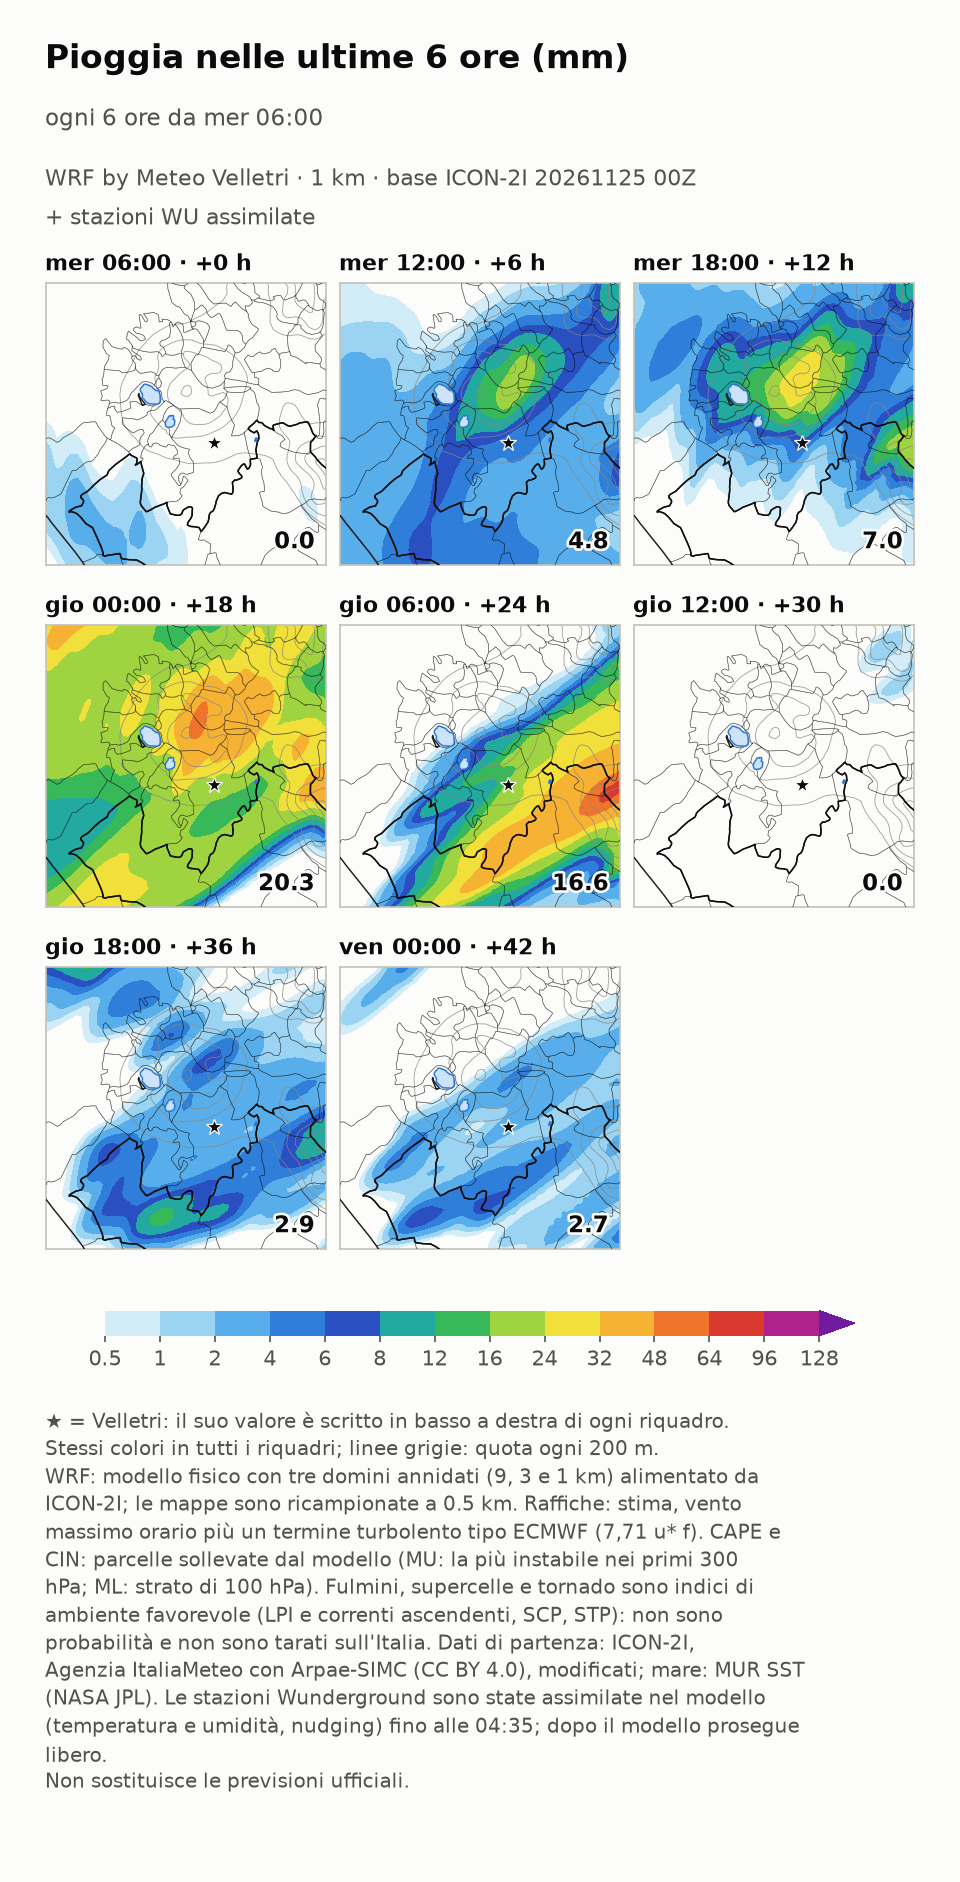 Pioggia nelle ultime 6 ore (mm)
ogni 6 ore da mer 06:00
WRF by Meteo Velletri · 1 km · base ICON-2I 20261125 00Z
+ stazioni WU assimilate
mer 06:00 · +0 h
mer 12:00 · +6 h
mer 18:00 · +12 h
0.0
4.8
7.0
gio 00:00 · +18 h
gio 06:00 · +24 h
gio 12:00 · +30 h
20.3
16.6
0.0
gio 18:00 · +36 h
ven 00:00 · +42 h
2.9
2.7
0.5 1 2 4 6 8 12 16 24 32 48 64 96 128
★ = Velletri: il suo valore è scritto in basso a destra di ogni riquadro.
Stessi colori in tutti i riquadri; linee grigie: quota ogni 200 m.
WRF: modello fisico con tre domini annidati (9, 3 e 1 km) alimentato da
ICON-2I; le mappe sono ricampionate a 0.5 km. Raffiche: stima, vento
massimo orario più un termine turbolento tipo ECMWF (7,71 u* f). CAPE e
CIN: parcelle sollevate dal modello (MU: la più instabile nei primi 300
hPa; ML: strato di 100 hPa). Fulmini, supercelle e tornado sono indici di
ambiente favorevole (LPI e correnti ascendenti, SCP, STP): non sono
probabilità e non sono tarati sull'Italia. Dati di partenza: ICON-2I,
Agenzia ItaliaMeteo con Arpae-SIMC (CC BY 4.0), modificati; mare: MUR SST
(NASA JPL). Le stazioni Wunderground sono state assimilate nel modello
(temperatura e umidità, nudging) fino alle 04:35; dopo il modello prosegue
libero.
Non sostituisce le previsioni ufficiali.